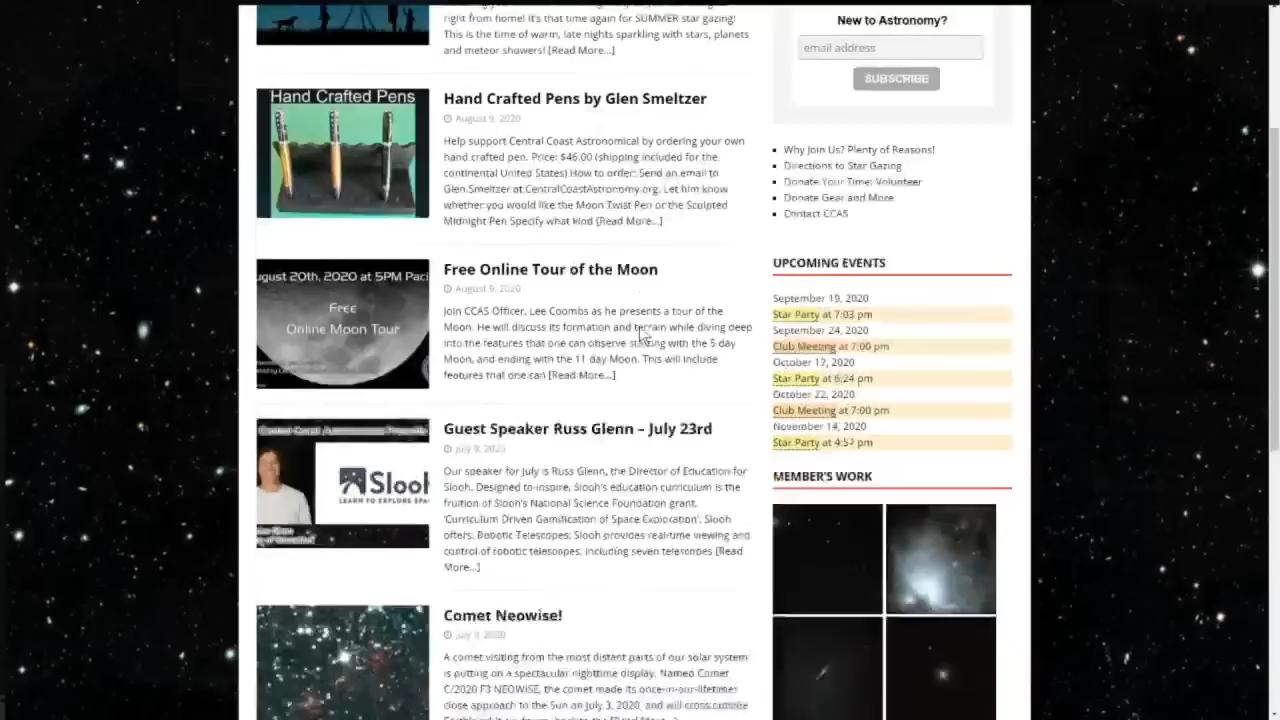 right from home! It's that time again for SUMMER star gazing!
This is the time of warm, late nights sparkling with stars, planets
and meteor showers! [Read More...]
Hand Crafted Pens
Hand Crafted Pens by Glen Smeltzer
August 9, 2020
Help support Central Coast Astronomical by ordering your own
hand crafted pen. Price: $46.00 (shipping included for the
continental United States) How to order: Send an email to
Glen.Smeltzer at CentralCoastAstronomy.org. Let him know
whether you would like the Moon Twist Pen or the Sculpted
Midnight Pen Specify what kind [Read More...]
ugust 20th, 2020 at 5PM Paci
Free
Online Moon Tour
Free Online Tour of the Moon
August 9, 2020
Join CCAS Officer, Lee Coombs as he presents a tour of the
Moon. He will discuss its formation and terrain while diving deep
into the features that one can observe starting with the 5 day
Moon, and ending with the 11 day Moon. This will include
features that one can [Read More...]
Slooh
LEARN TO EXPLORE SPA
Guest Speaker Russ Glenn – July 23rd
July 9, 2020
Our speaker for July is Russ Glenn, the Director of Education for
Slooh. Designed to inspire, Slooh's education curriculum is the
fruition of Slooh's National Science Foundation grant,
'Curriculum Driven Gamification of Space Exploration'. Slooh
offers: Robotic Telescopes: Slooh provides real-time viewing and
control of robotic telescopes, including seven telescopes [Read
More...]
Comet Neowise!
July 9, 2020
A comet visiting from the most distant parts of our solar system
is putting on a spectacular nighttime display. Named Comet
C/2020 F3 NEOWISE, the comet made its once-in-our-lifetimes
close approach to the Sun on July 3, 2020, and will cross outside
New to Astronomy?
email address
SUBSCRIBE
Why Join Us? Plenty of Reasons!
Directions to Star Gazing
Donate Your Time: Volunteer
Donate Gear and More
Contact CCAS
UPCOMING EVENTS
September 19, 2020
Star Party at 7:03 pm
September 24, 2020
Club Meeting at 7:00 pm
October 17, 2020
Star Party at 6:24 pm
October 22, 2020
Club Meeting at 7:00 pm
November 14, 2020
Star Party at 4:57 pm
MEMBER'S WORK